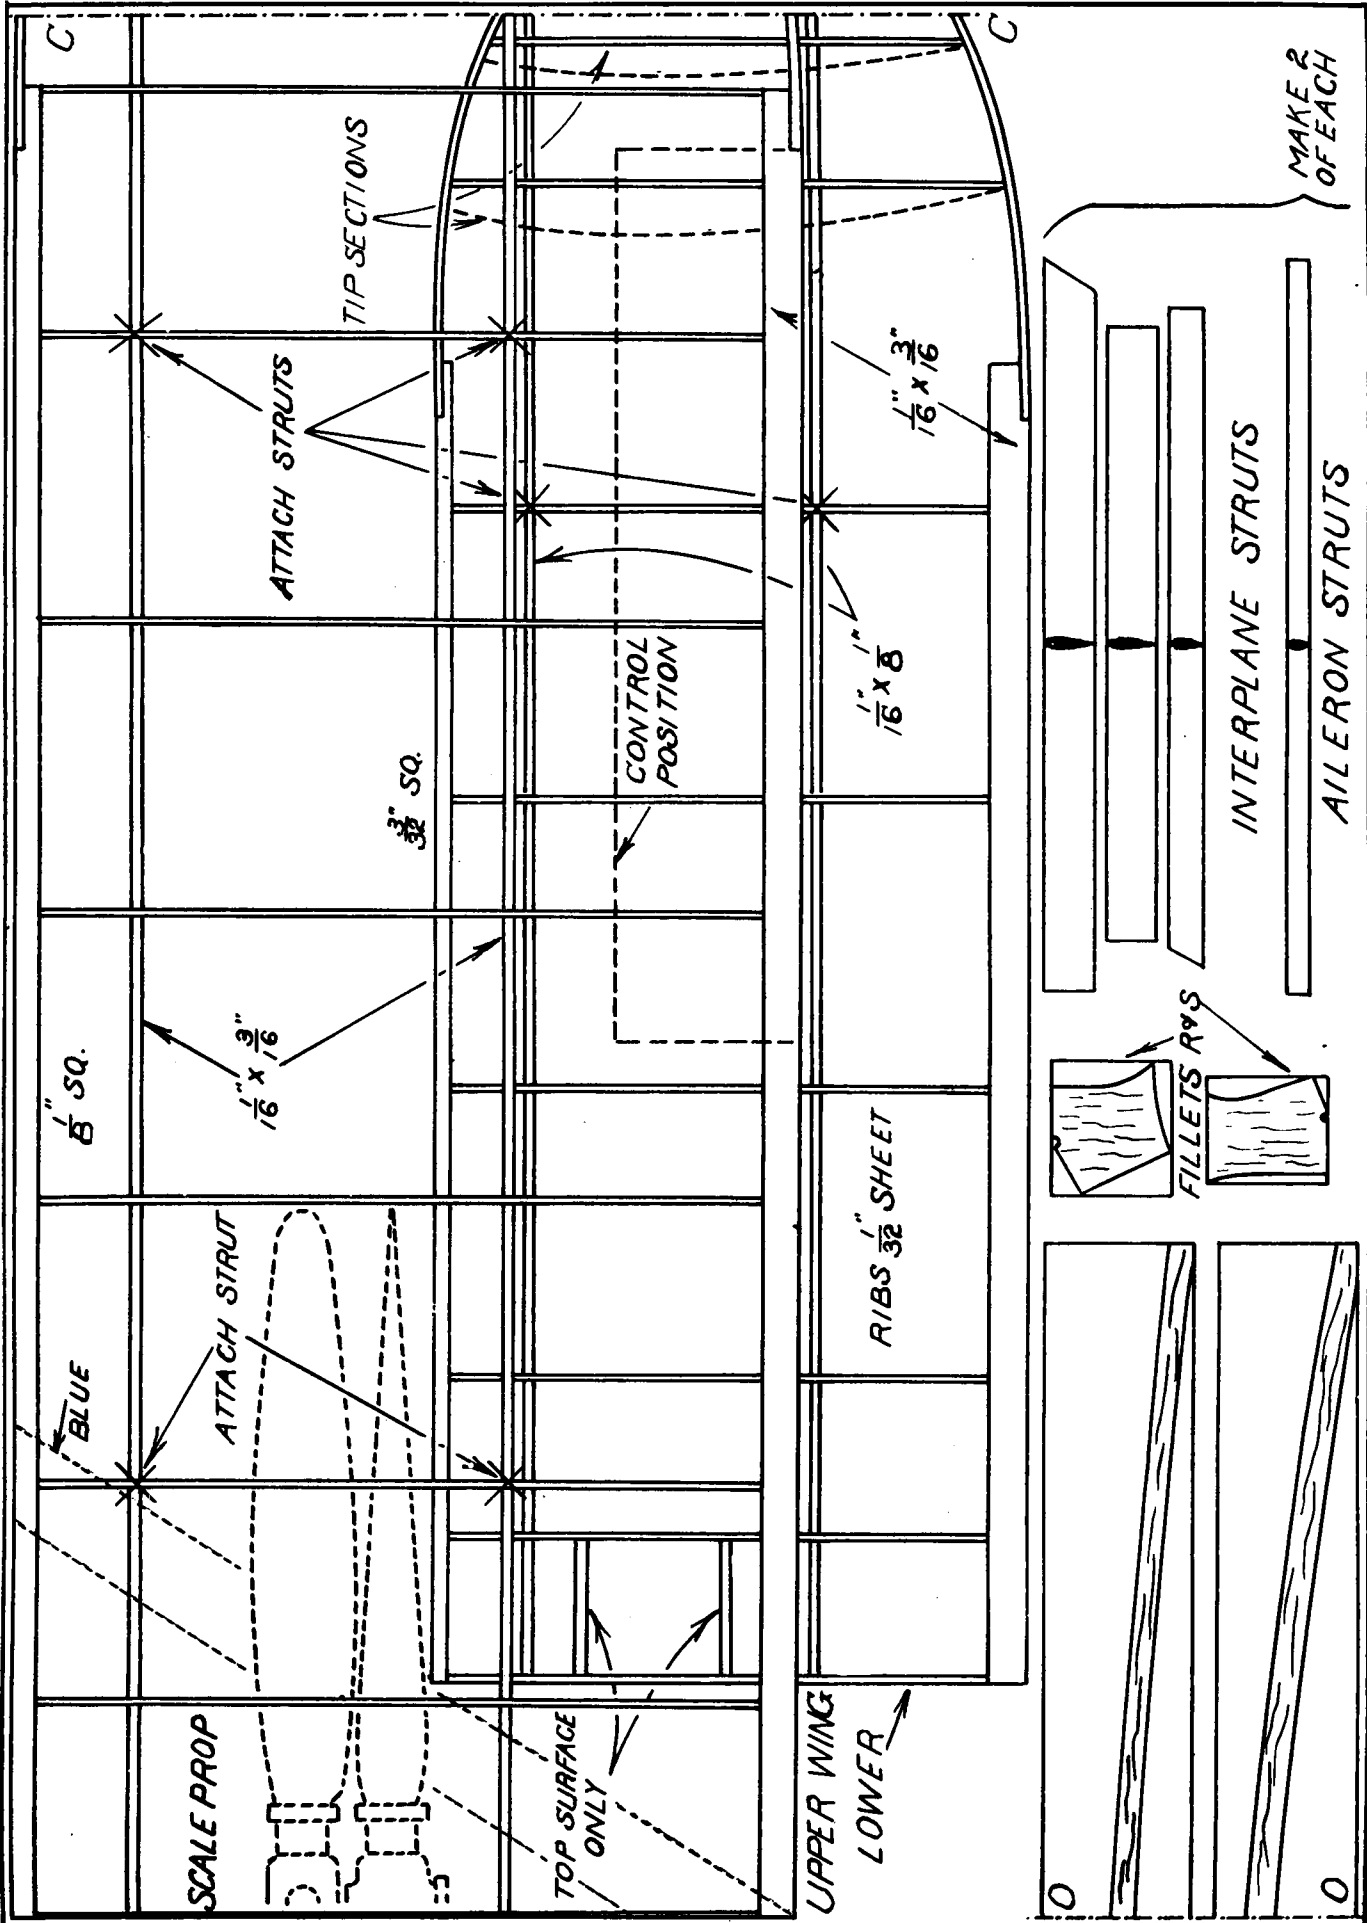 C
TIP SECTIONS
ATTACH STRUTS
1/8" SQ.
1/16" x 3/16"
BLUE
ATTACH STRUT
SCALE PROP
3/32" SQ.
CONTROL
POSITION
TOP SURFACE
ONLY
UPPER WING
LOWER
C
1/16" x 3/16"
1/16" x 1/8"
RIBS 1/32" SHEET
MAKE 2
OF EACH
INTERPLANE STRUTS
AILERON STRUTS
FILLETS R&S
O
O